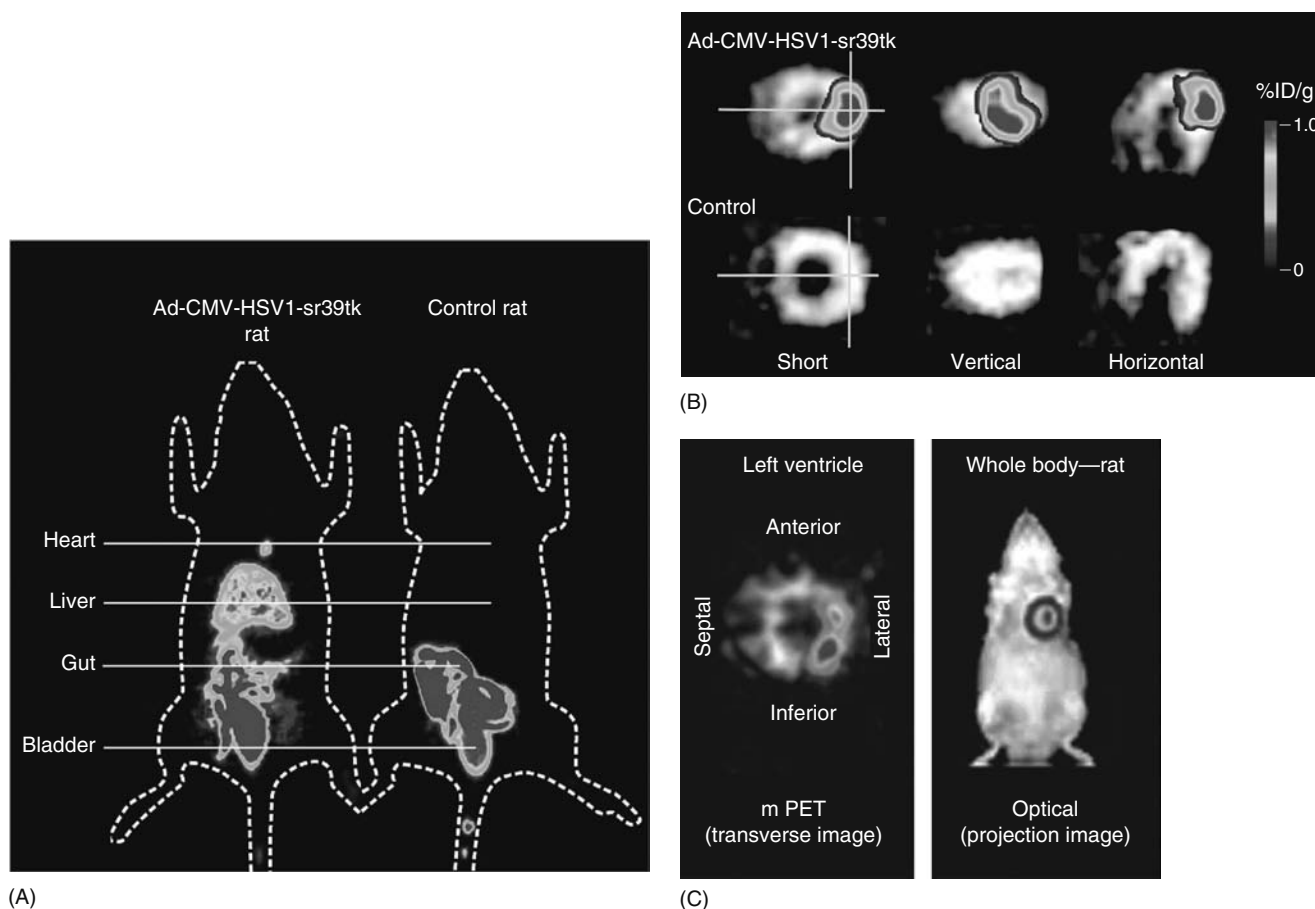 Ad-CMV-HSV1-sr39tk
rat
Control rat
Heart
Liver
Gut
Bladder
(A)
Ad-CMV-HSV1-sr39tk
%ID/g
1.0
Control
0
Short
Vertical
Horizontal
(B)
Left ventricle
Anterior
Septal
Lateral
Inferior
m PET
(transverse image)
Whole body—rat
Optical
(projection image)
(C)